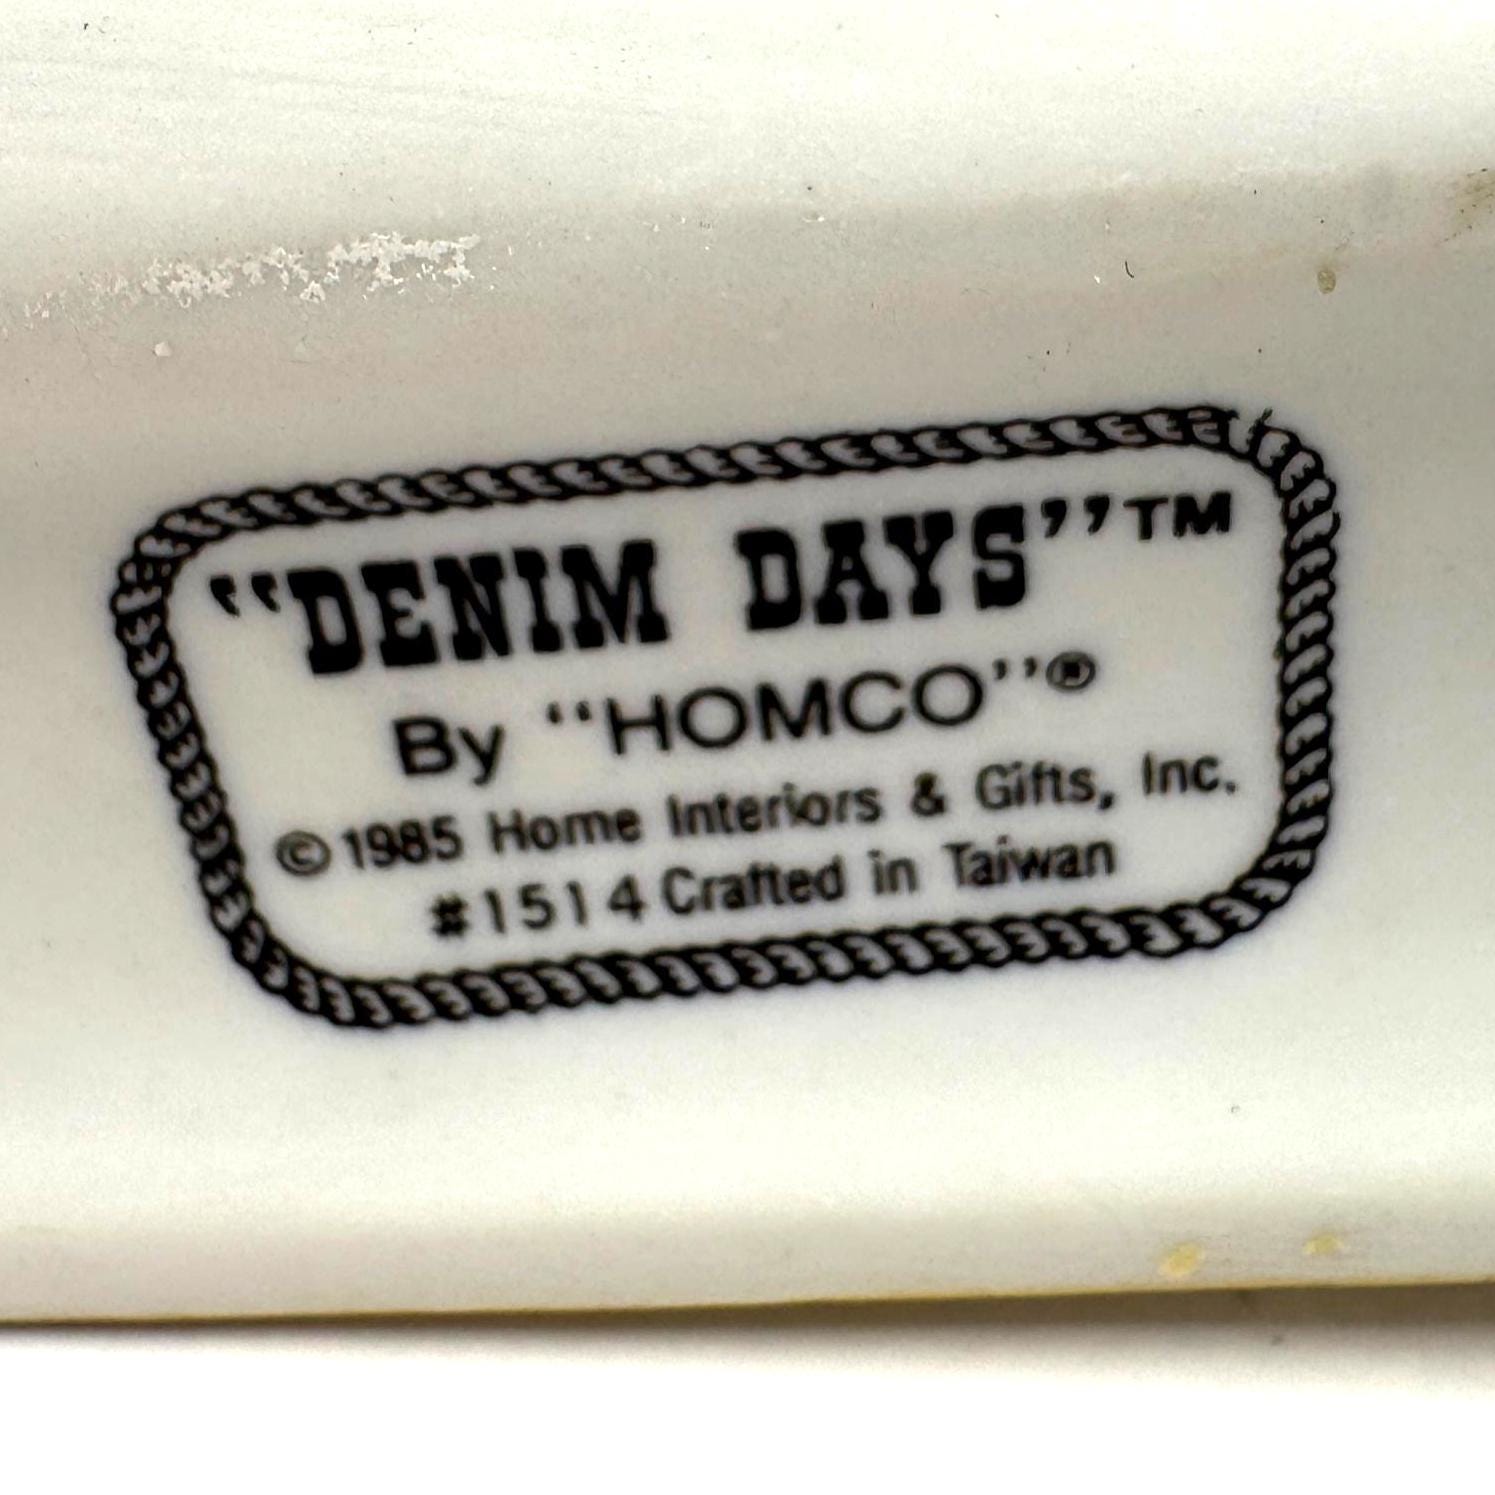 “DENIM DAYS”™
By “HOMCO”®
© 1985 Home Interiors & Gifts, Inc.
#1514 Crafted in Taiwan